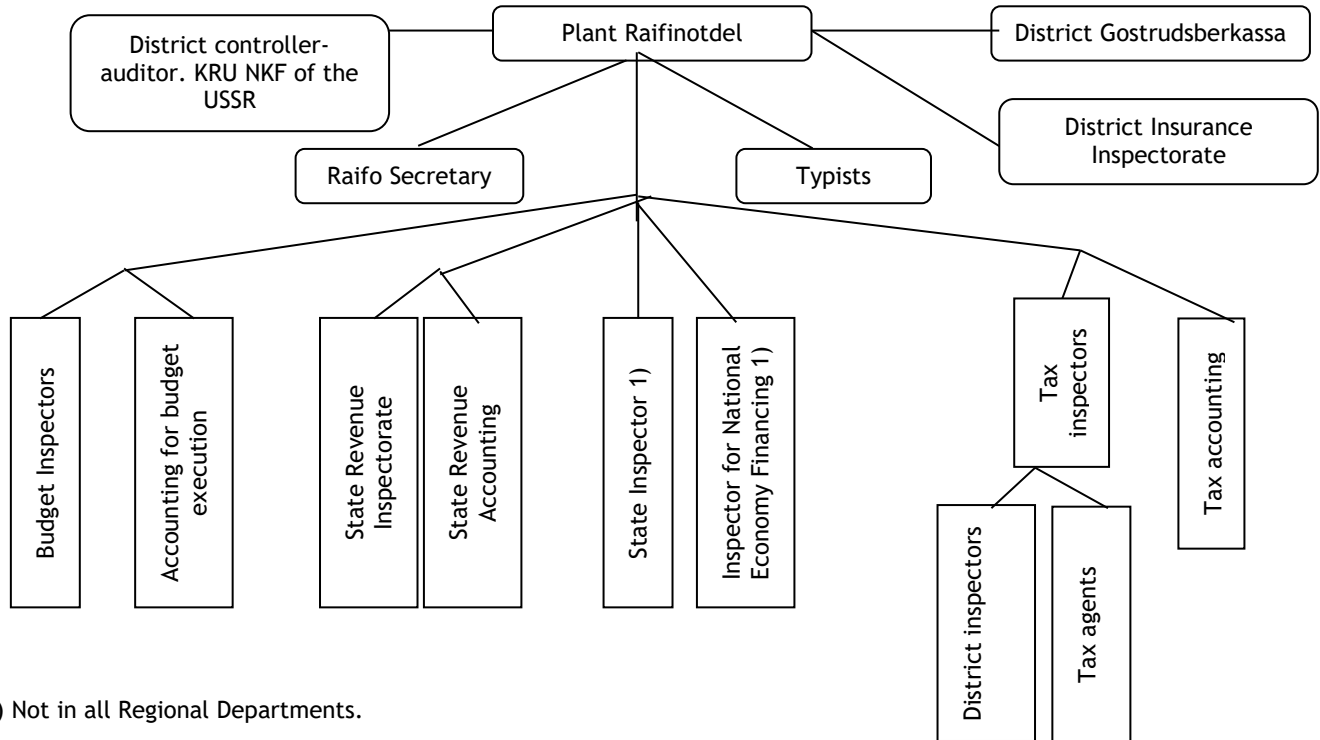 Plant Raifinotdel
District controller-
auditor. KRU NKF of the
USSR
District Gostrudsberkassa
District Insurance
Inspectorate
Raifo Secretary
Typists
Budget Inspectors
Accounting for budget
execution
State Revenue
Inspectorate
State Revenue
Accounting
State Inspector 1)
Inspector for National
Economy Financing 1)
Tax
inspectors
Tax accounting
District inspectors
Tax agents
) Not in all Regional Departments.